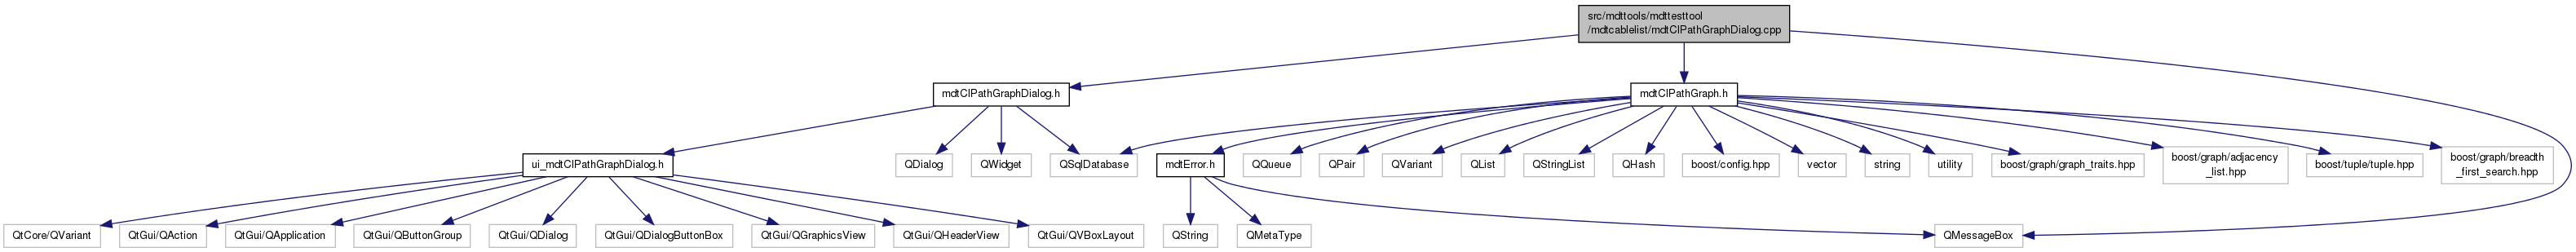 src/mdttools/mdttesttool
/mdtcablelist/mdtClPathGraphDialog.cpp
mdtClPathGraphDialog.h
mdtClPathGraph.h
ui_mdtClPathGraphDialog.h
QDialog
QWidget
QSqlDatabase
mdtError.h
QQueue
QPair
QVariant
QList
QStringList
QHash
boost/config.hpp
vector
string
utility
boost/graph/graph_traits.hpp
boost/graph/adjacency
_list.hpp
boost/tuple/tuple.hpp
boost/graph/breadth
_first_search.hpp
QtCore/QVariant
QtGui/QAction
QtGui/QApplication
QtGui/QButtonGroup
QtGui/QDialog
QtGui/QDialogButtonBox
QtGui/QGraphicsView
QtGui/QHeaderView
QtGui/QVBoxLayout
QString
QMetaType
QMessageBox